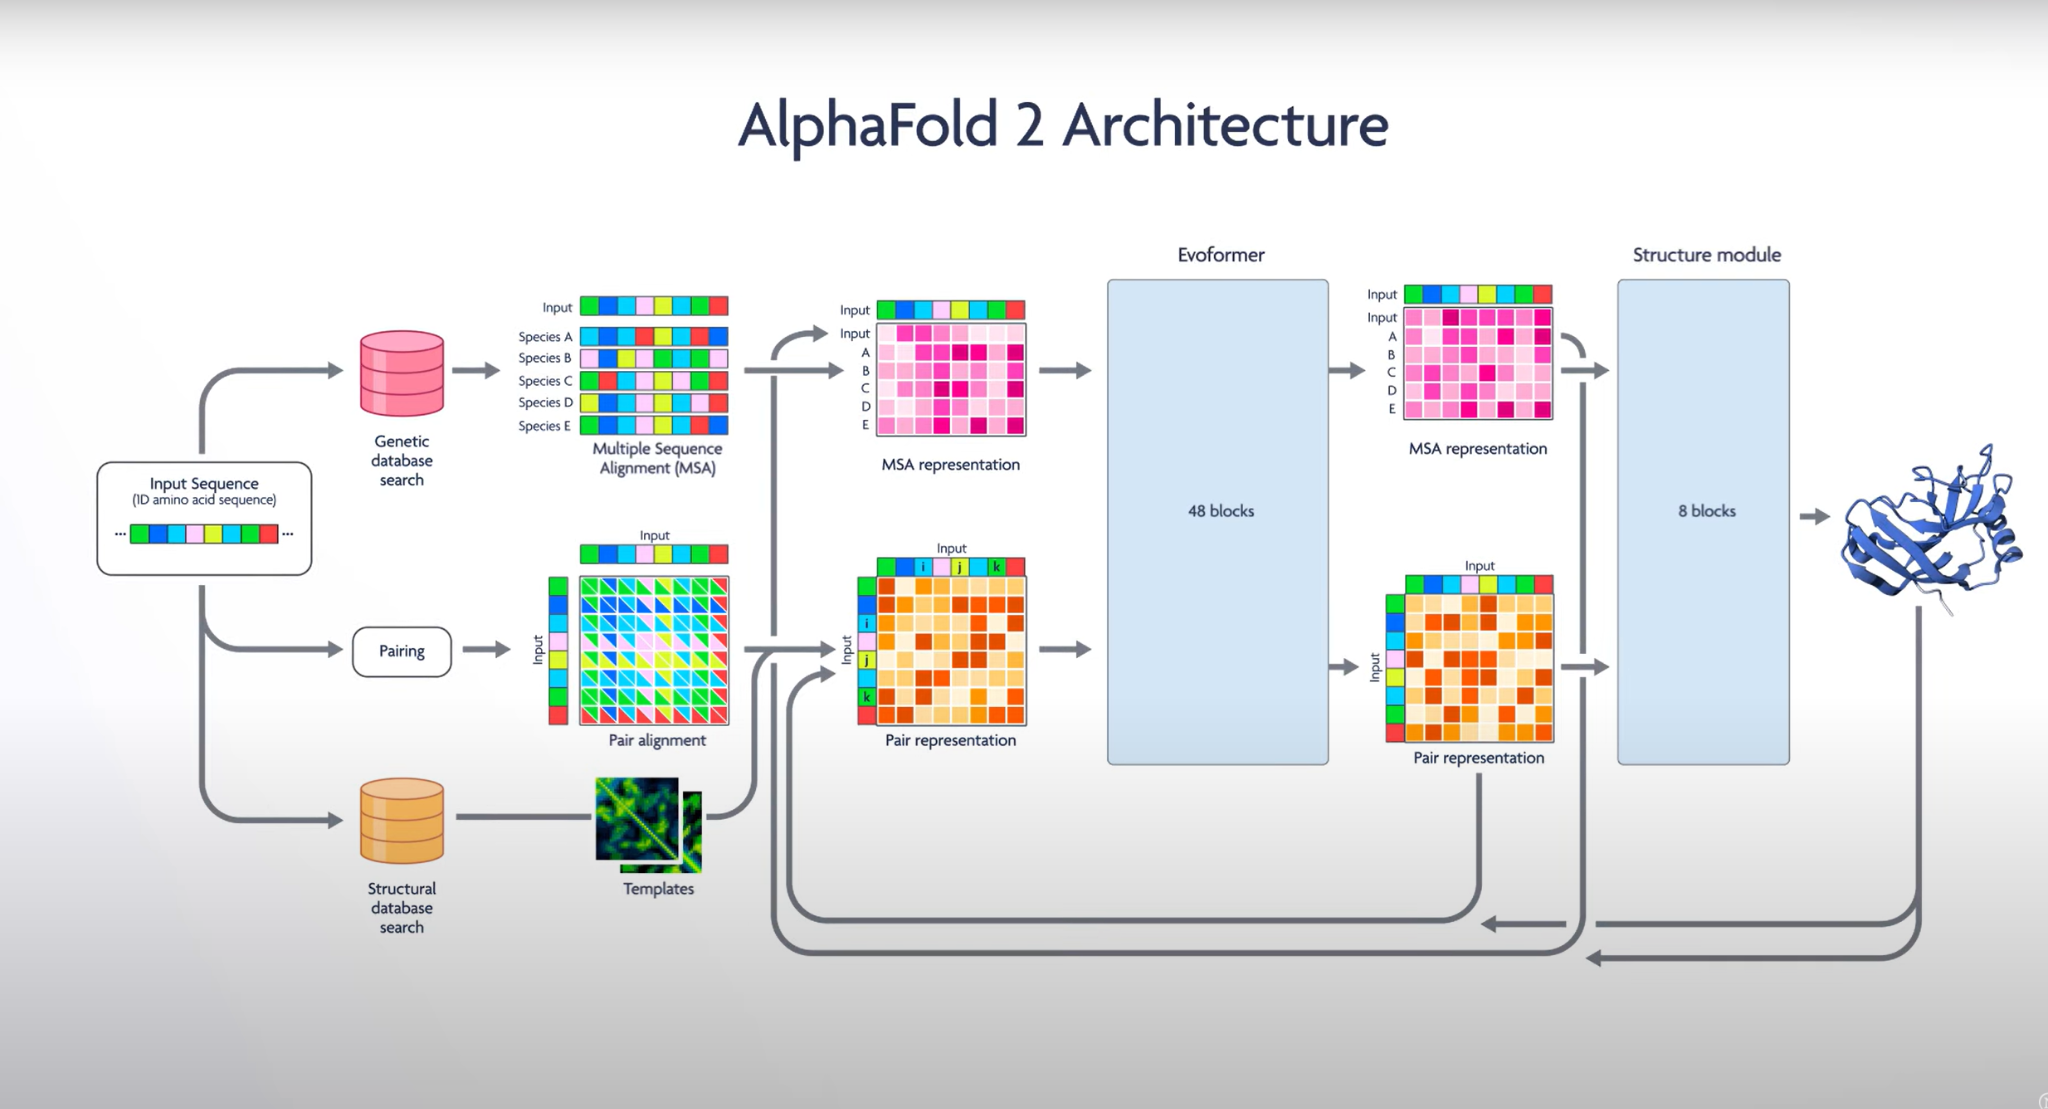 AlphaFold 2 Architecture
Input Sequence
(1D amino acid sequence)
...
...
Genetic
database
search
Input
Species A
Species B
Species C
Species D
Species E
Multiple Sequence
Alignment (MSA)
Pairing
Input
Input
Pair alignment
Structural
database
search
Templates
Input
Input
A
B
C
D
E
MSA representation
Input
i j k
Input
i
j
k
Pair representation
Evoformer
48 blocks
Input
Input
A
B
C
D
E
MSA representation
Input
Input
Pair representation
Structure module
8 blocks